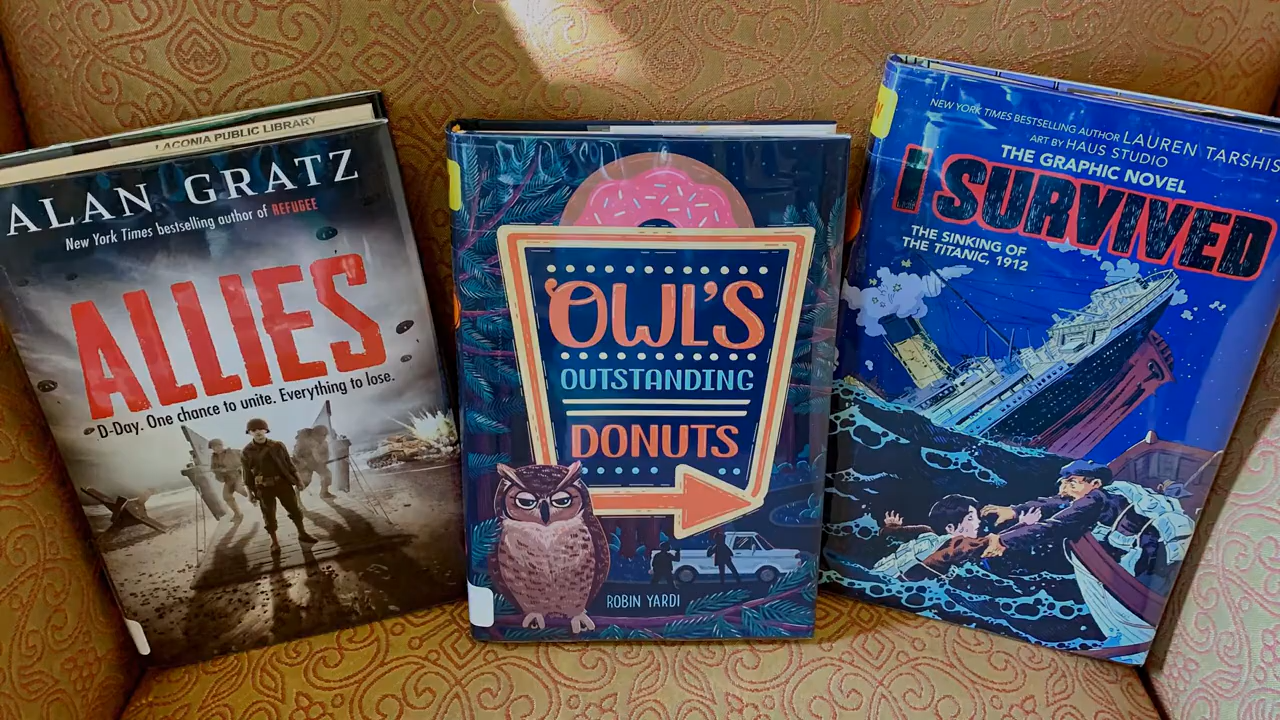 LACONIA PUBLIC LIBRARY
ALAN GRATZ
New York Times bestselling author of REFUGEE
ALLIES
D-Day. One chance to unite. Everything to lose.
OWL'S
OUTSTANDING
DONUTS
ROBIN YARDI
NEW YORK TIMES BESTSELLING AUTHOR LAUREN TARSHIS
ART BY HAUS STUDIO
THE GRAPHIC NOVEL
I SURVIVED
THE SINKING OF
THE TITANIC, 1912